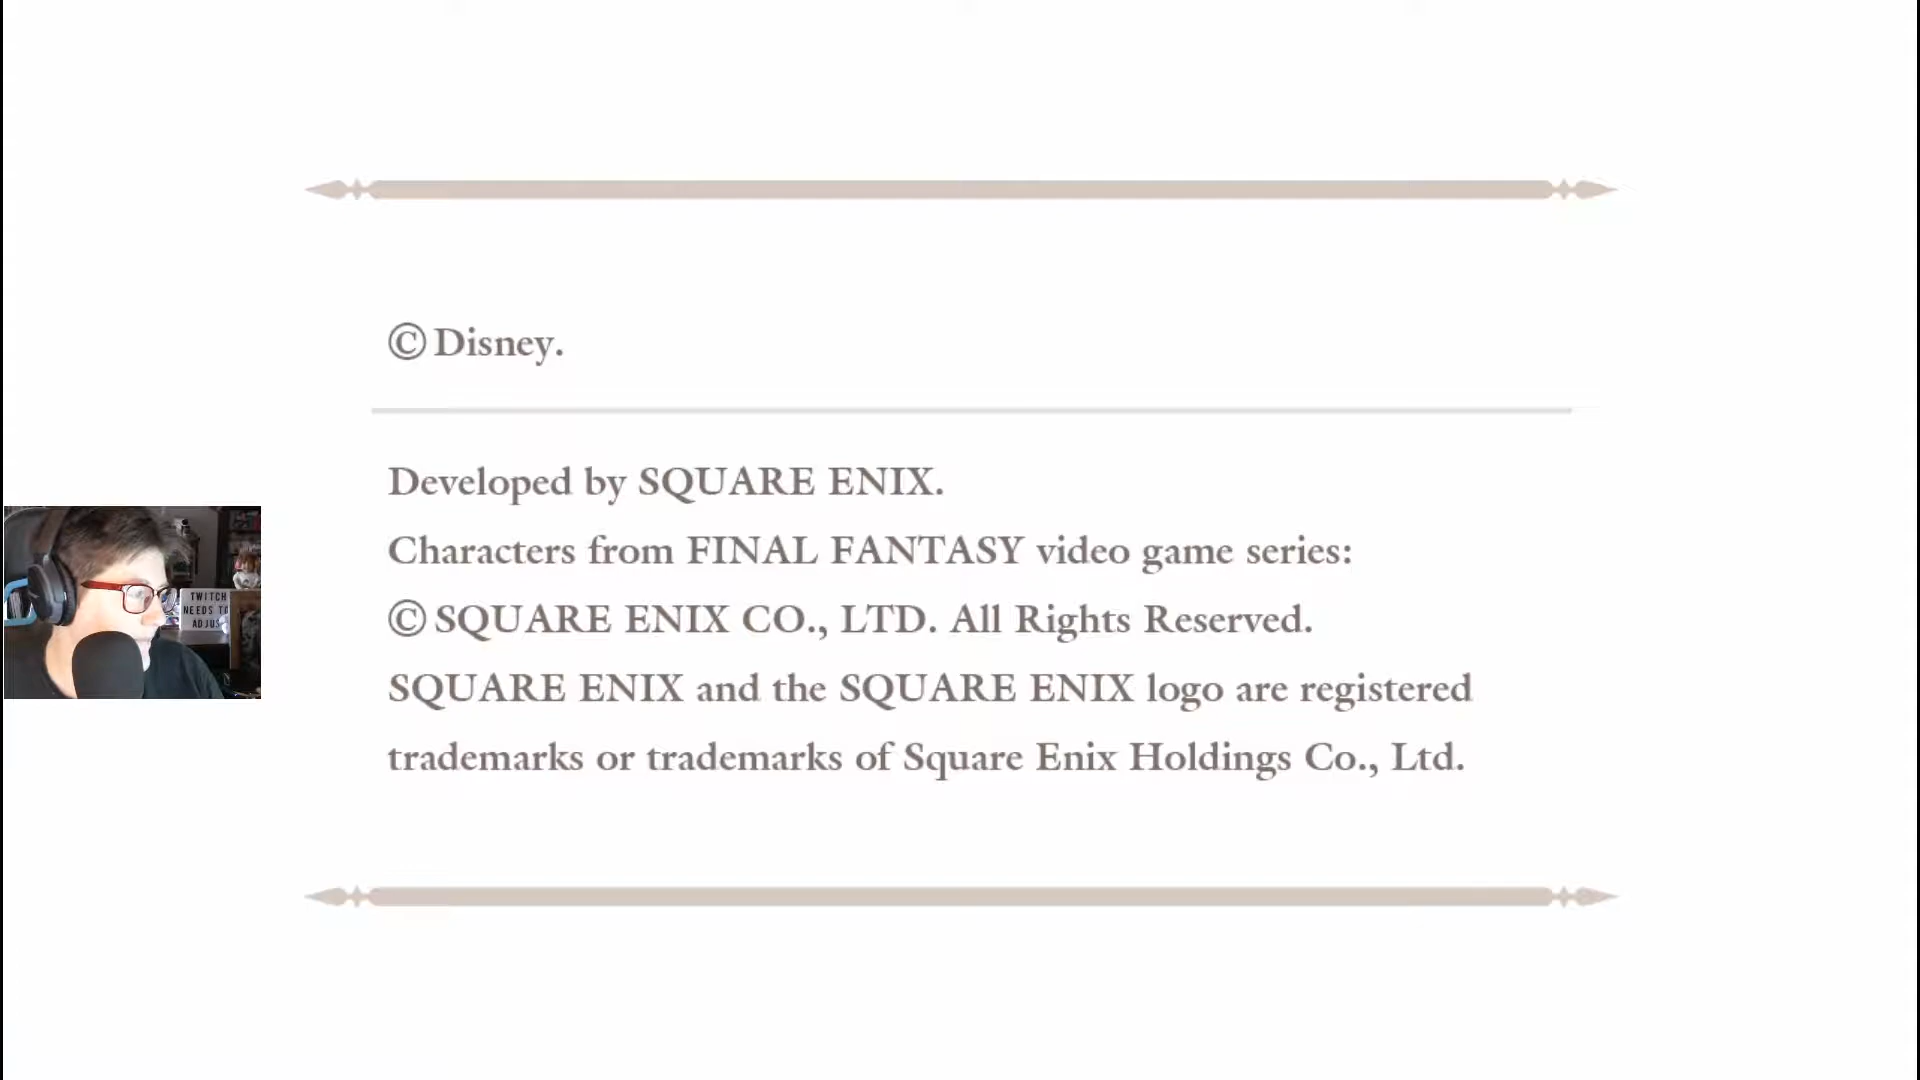 © Disney.
Developed by SQUARE ENIX.
Characters from FINAL FANTASY video game series:
© SQUARE ENIX CO., LTD. All Rights Reserved.
SQUARE ENIX and the SQUARE ENIX logo are registered
trademarks or trademarks of Square Enix Holdings Co., Ltd.
TWITCH
NEEDS TO
ADJUS